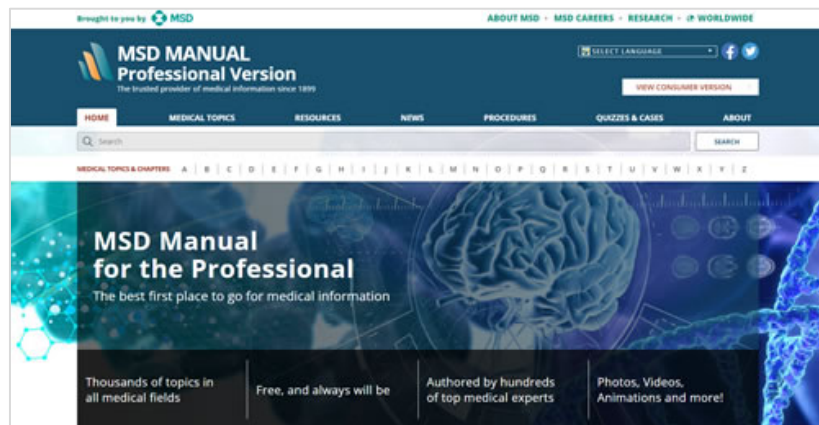 Brought to you by MSD
ABOUT MSD • MSD CAREERS • RESEARCH • WORLDWIDE
MSD MANUAL
Professional Version
The trusted provider of medical information since 1899
SELECT LANGUAGE
VIEW CONSUMER VERSION
HOME MEDICAL TOPICS RESOURCES NEWS PROCEDURES QUIZZES & CASES ABOUT
Search SEARCH
MEDICAL TOPICS & CHAPTERS A | B | C | D | E | F | G | H | I | J | K | L | M | N | O | P | Q | R | S | T | U | V | W | X | Y | Z
MSD Manual
for the Professional
The best first place to go for medical information
Thousands of topics in
all medical fields
Free, and always will be
Authored by hundreds
of top medical experts
Photos, Videos,
Animations and more!